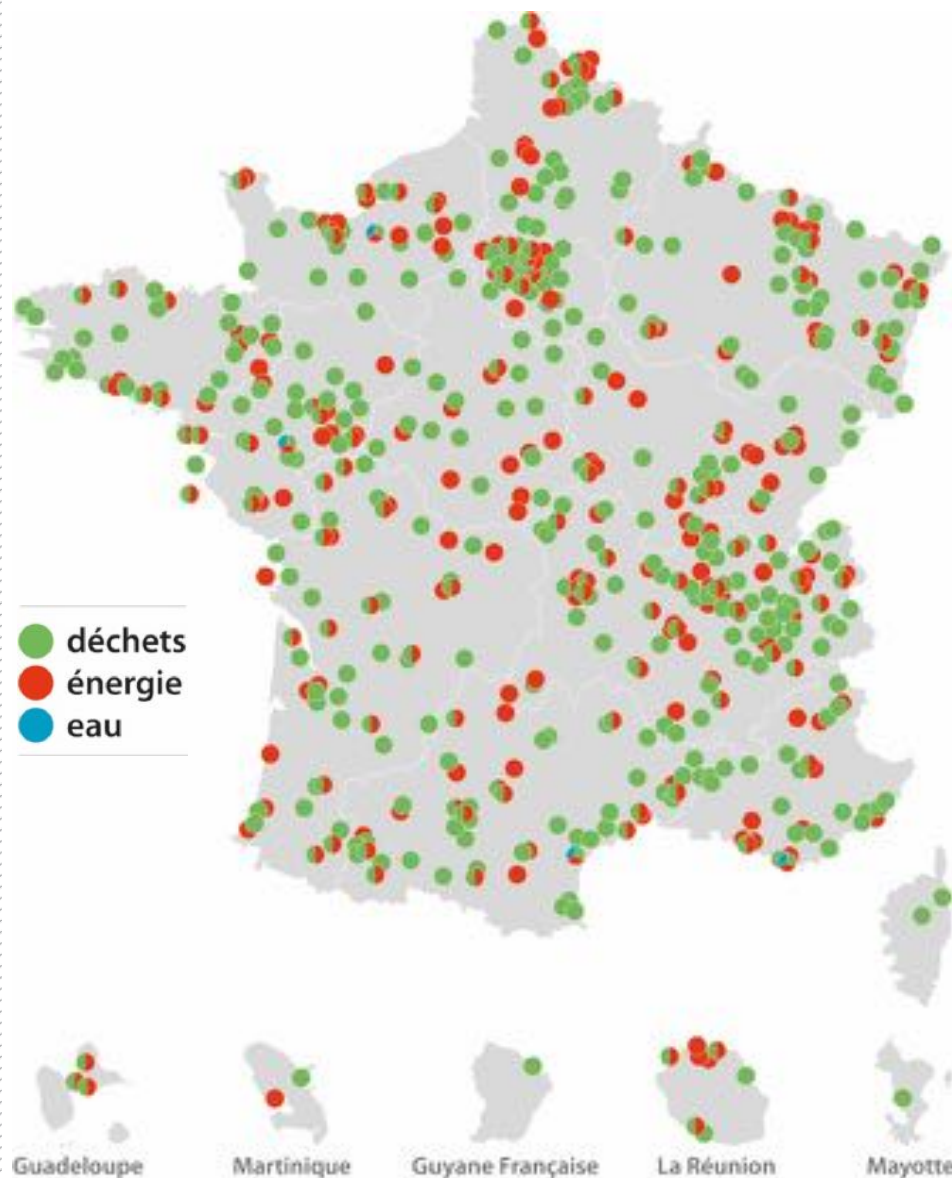 déchets
énergie
eau
Guadeloupe
Martinique
Guyane Française
La Réunion
Mayotte